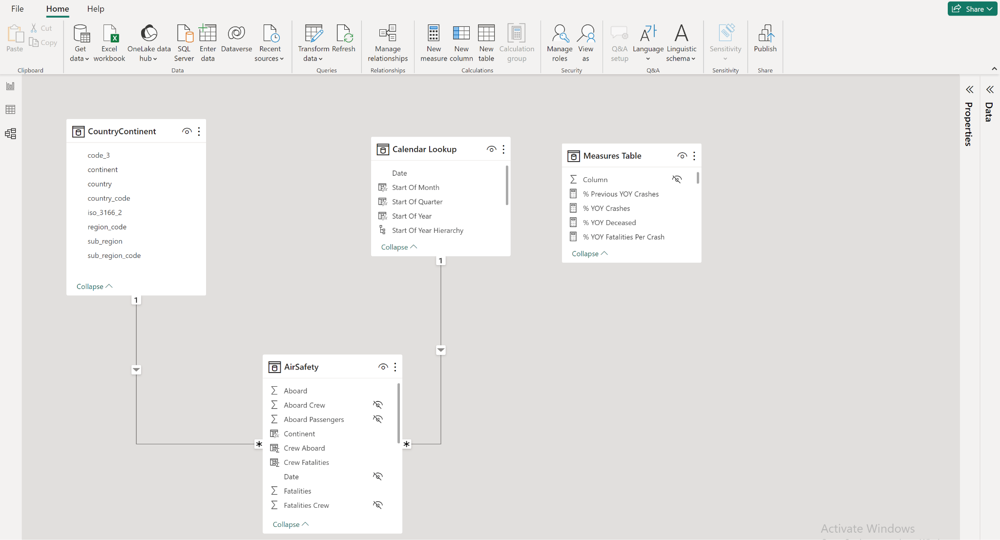 File Home Help
Share
Paste
Cut
Copy
Clipboard
Get data
Excel workbook
OneLake data hub
SQL Server
Enter data
Dataverse
Recent sources
Data
Transform data
Refresh
Queries
Manage relationships
Relationships
New measure
New column
New table
Calculation group
Calculations
Manage roles
View as
Security
Q&A setup
Language
Linguistic schema
Q&A
Sensitivity
Sensitivity
Publish
Share
Properties
Data
CountryContinent
code_3
continent
country
country_code
iso_3166_2
region_code
sub_region
sub_region_code
Collapse
1
Calendar Lookup
Date
Start Of Month
Start Of Quarter
Start Of Year
Start Of Year Hierarchy
Collapse
1
Measures Table
Column
% Previous YOY Crashes
% YOY Crashes
% YOY Deceased
% YOY Fatalities Per Crash
Collapse
AirSafety
Aboard
Aboard Crew
Aboard Passengers
Continent
Crew Aboard
Crew Fatalities
Date
Fatalities
Fatalities Crew
Collapse
*
*
Activate Windows